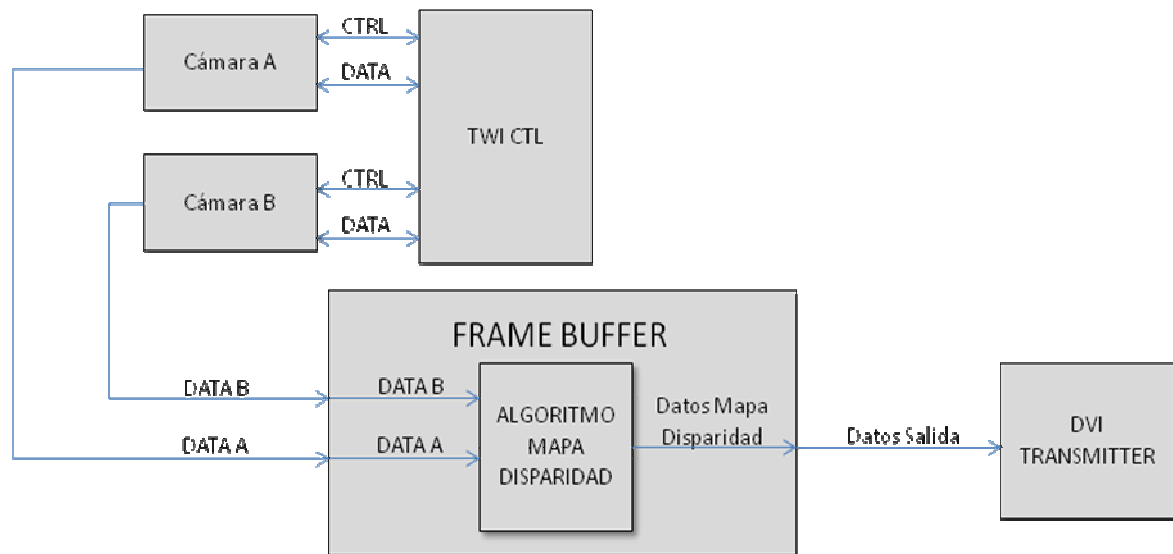 CTRL
Cámara A
DATA
TWI CTL
CTRL
Cámara B
DATA
FRAME BUFFER
DATA B
DATA B
ALGORITMO
MAPA
DISPARIDAD
Datos Mapa
Disparidad
DATA A
DATA A
Datos Salida
DVI
TRANSMITTER